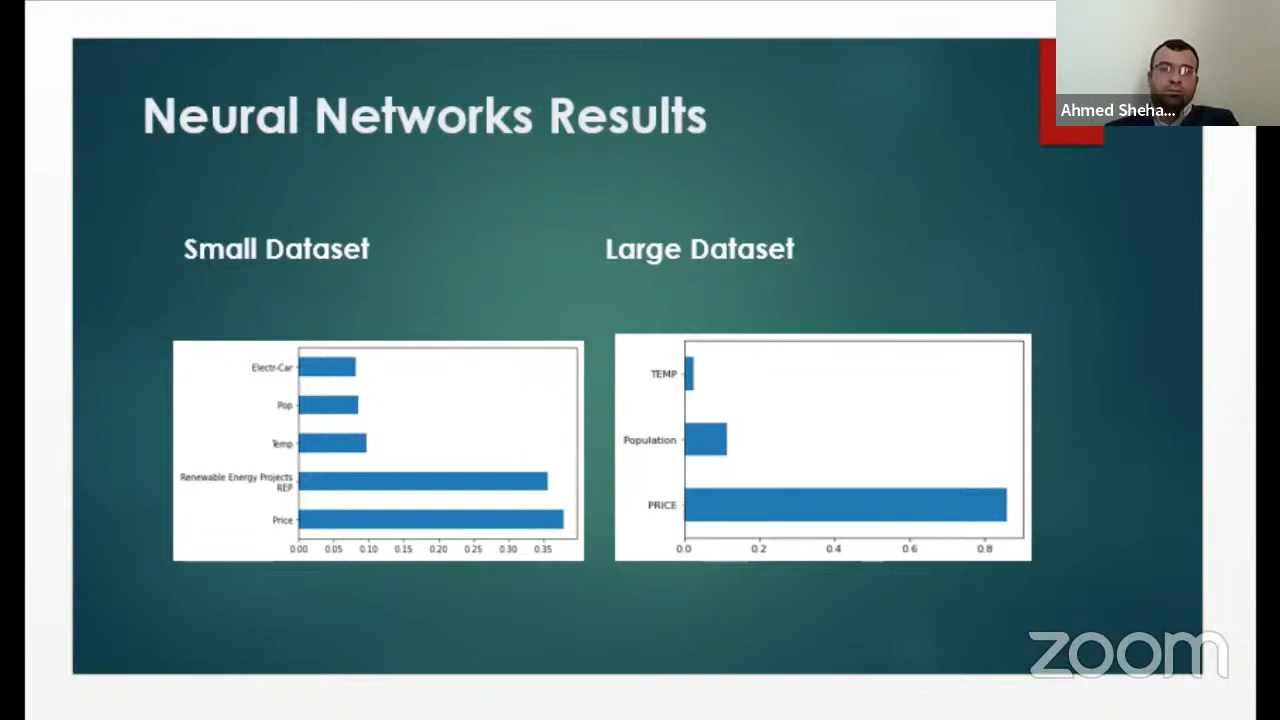 Neural Networks Results
Ahmed Sheha...
Small Dataset
Large Dataset
Electr-Car
Pop
Temp
Renewable Energy Projects
REP
Price
0.00 0.05 0.10 0.15 0.20 0.25 0.30 0.35
TEMP
Population
PRICE
0.0 0.2 0.4 0.6 0.8
zoom